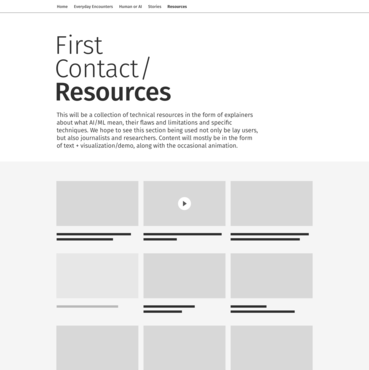 Home Everyday Encounters Human or AI Stories Resources
First
Contact/
Resources
This will be a collection of technical resources in the form of explainers
about what AI/ML mean, their flaws and limitations and specific
techniques. We hope to see this section being used not only be lay users,
but also journalists and researchers. Content will mostly be in the form
of text + visualization/demo, along with the occasional animation.